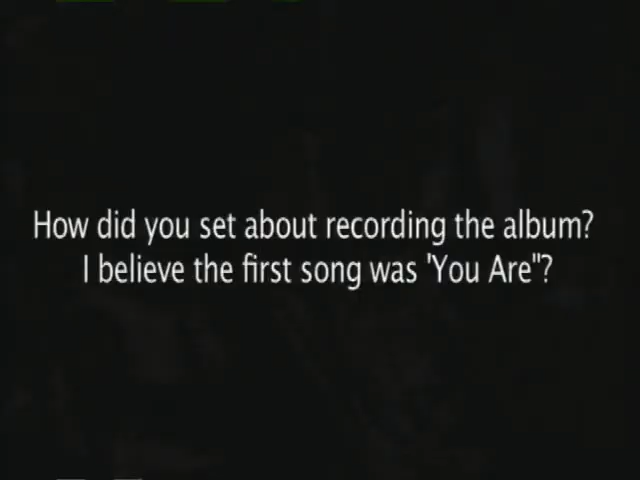 How did you set about recording the album?
I believe the first song was 'You Are"?